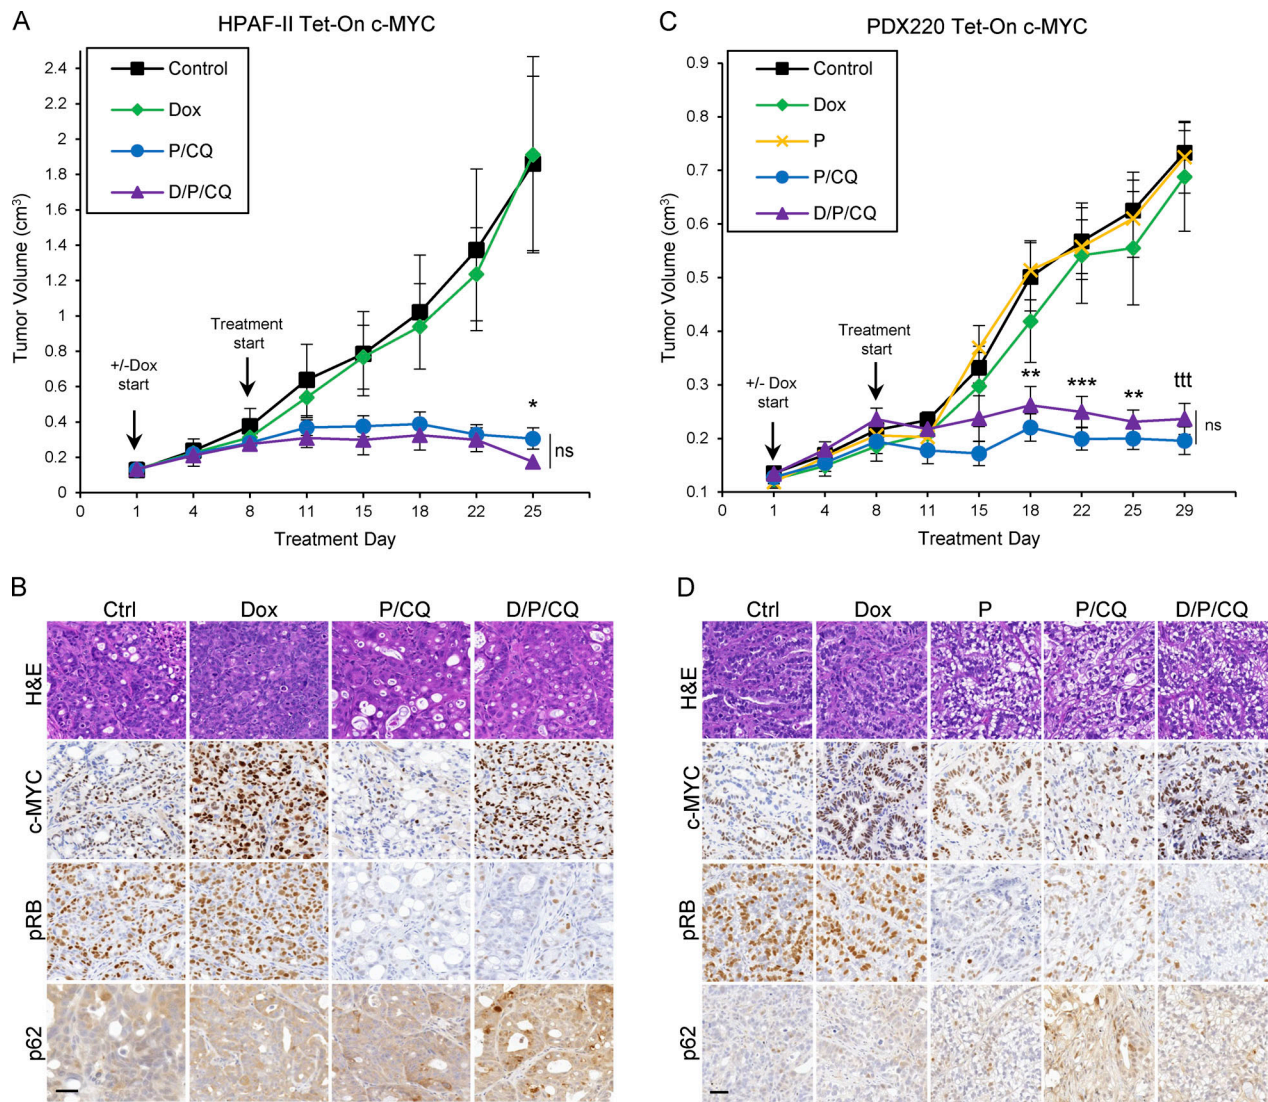 A
HPAF-II Tet-On c-MYC
Control
Dox
P/CQ
D/P/CQ
Tumor Volume (cm³)
2.4
2.2
2
1.8
1.6
1.4
1.2
1
0.8
0.6
0.4
0.2
0
+/-Dox
start
Treatment
start
*
ns
0 1 4 8 11 15 18 22 25
Treatment Day
C
PDX220 Tet-On c-MYC
Control
Dox
P
P/CQ
D/P/CQ
Tumor Volume (cm³)
0.9
0.8
0.7
0.6
0.5
0.4
0.3
0.2
0.1
+/- Dox
start
Treatment
start
** *** ** ttt
ns
0 1 4 8 11 15 18 22 25 29
Treatment Day
B
Ctrl Dox P/CQ D/P/CQ
H&E
c-MYC
pRB
p62
D
Ctrl Dox P P/CQ D/P/CQ
H&E
c-MYC
pRB
p62